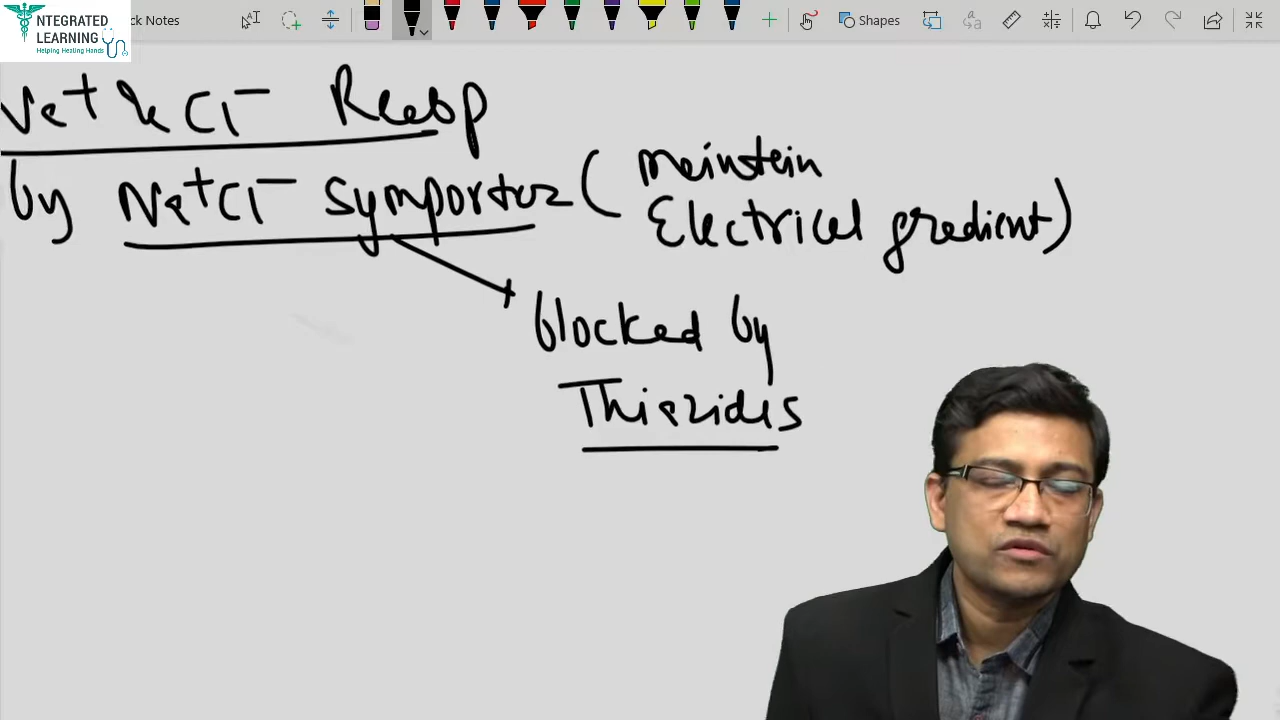 NTEGRATED
LEARNING
Helping Healing Hands
ck Notes
Shapes
Na+ & Cl- Reabsp
by Na+Cl- symporter (maintain
Electrical gradient)
blocked by
Thiazides